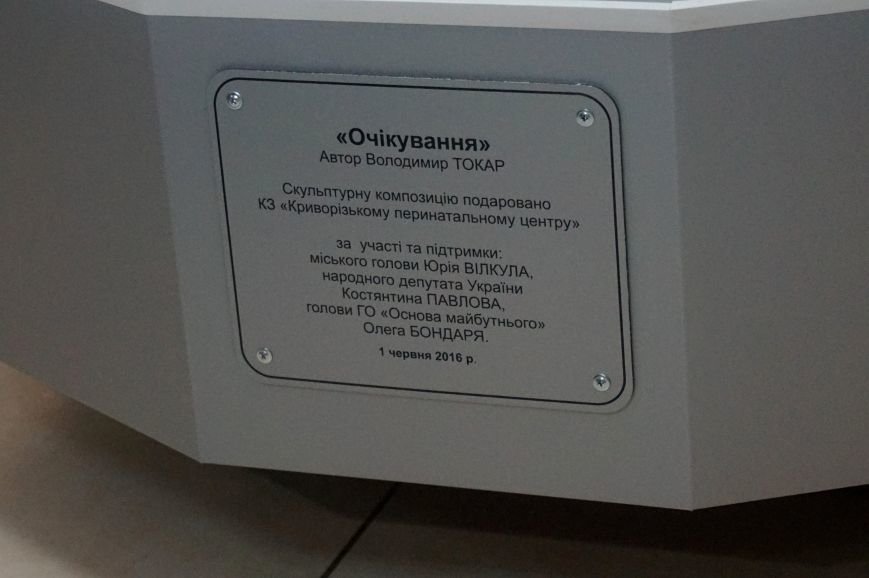 «Очікування»
Автор Володимир ТОКАР
Скульптурну композицію подаровано
КЗ «Криворізькому перинатальному центру»
за участі та підтримки:
міського голови Юрія ВІЛКУЛА,
народного депутата України
Костянтина ПАВЛОВА,
голови ГО «Основа майбутнього»
Олега БОНДАРЯ.
1 червня 2016 р.